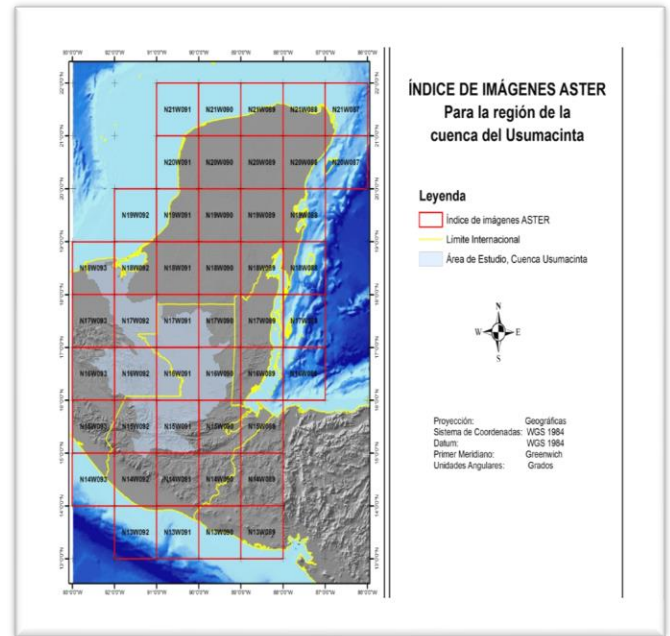 ÍNDICE DE IMÁGENES ASTER
Para la región de la
cuenca del Usumacinta
N21W091 N21W090 N21W089 N21W088 N21W087
N20W091 N20W090 N20W089 N20W088 N20W087
N19W092 N19W091 N19W090 N19W089 N19W088
N18W093 N18W092 N18W091 N18W090 N18W089 N18W088
N17W093 N17W092 N17W091 N17W090 N17W089 N17W088
N16W093 N16W092 N16W091 N16W090 N16W089 N16W088
N15W093 N15W092 N15W091 N15W090 N15W089
N14W093 N14W092 N14W091 N14W090 N14W089
N13W092 N13W091 N13W090 N13W089
Leyenda
Índice de imágenes ASTER
Límite Internacional
Área de Estudio, Cuenca Usumacinta
N
W E
S
Proyección: Geográficas
Sistema de Coordenadas: WGS 1984
Datum: WGS 1984
Primer Meridiano: Greenwich
Unidades Angulares: Grados